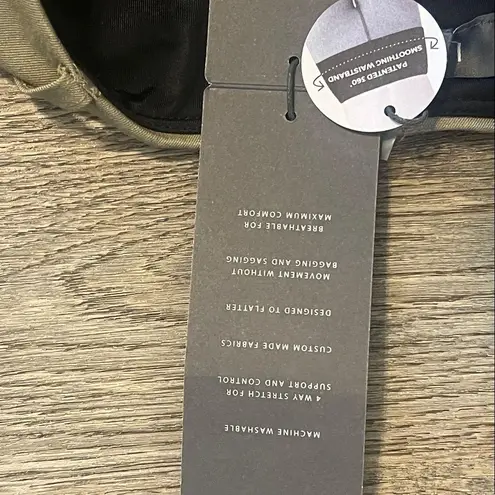 PATENTED 360°
SMOOTHING WAISTBAND
MACHINE WASHABLE
4 WAY STRETCH FOR
SUPPORT AND CONTROL
CUSTOM MADE FABRICS
DESIGNED TO FLATTER
MOVEMENT WITHOUT
BAGGING AND SAGGING
BREATHABLE FOR
MAXIMUM COMFORT